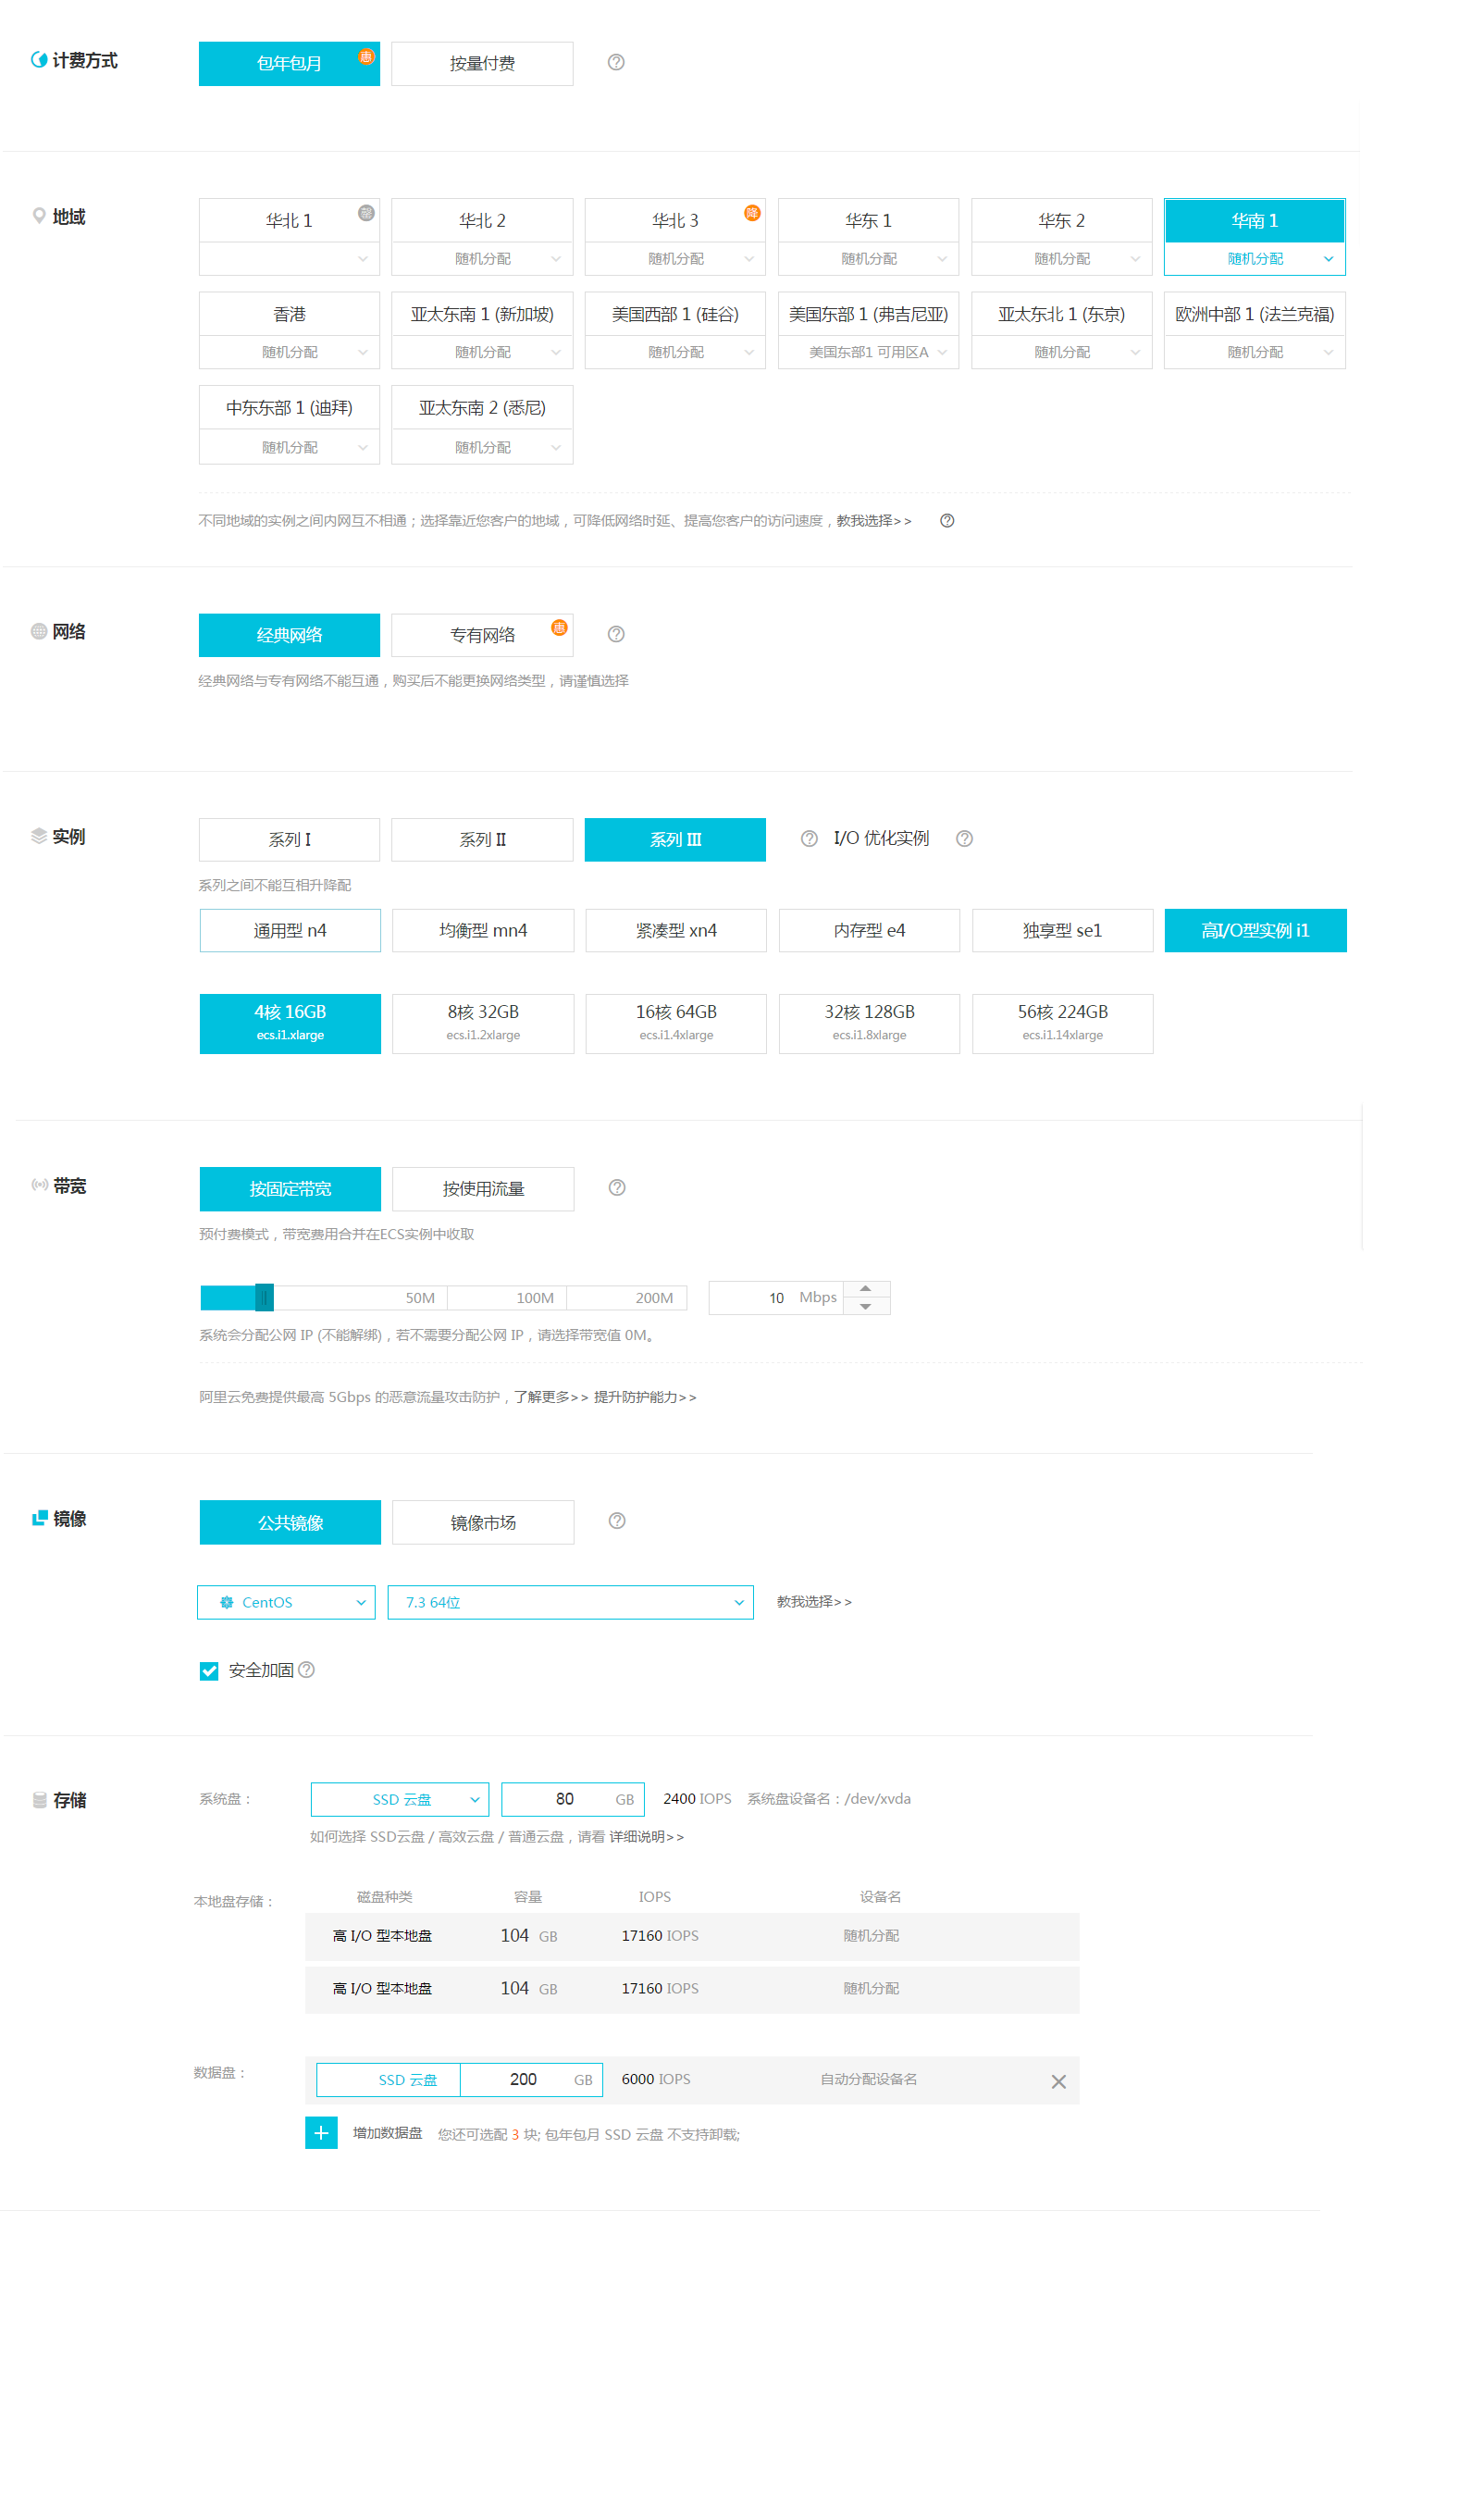 计费方式
包年包月 惠 按量付费
地域
华北 1 罄 华北 2 华北 3 降 华东 1 华东 2 华南 1
随机分配 随机分配 随机分配 随机分配 随机分配
香港 亚太东南 1 (新加坡) 美国西部 1 (硅谷) 美国东部 1 (弗吉尼亚) 亚太东北 1 (东京) 欧洲中部 1 (法兰克福)
随机分配 随机分配 随机分配 美国东部1 可用区A 随机分配 随机分配
中东东部 1 (迪拜) 亚太东南 2 (悉尼)
随机分配 随机分配
不同地域的实例之间内网互不相通；选择靠近您客户的地域，可降低网络时延、提高您客户的访问速度，教我选择>>
网络
经典网络 专有网络 惠
经典网络与专有网络不能互通，购买后不能更换网络类型，请谨慎选择
实例
系列 I 系列 II 系列 III I/O 优化实例
系列之间不能互相升降配
通用型 n4 均衡型 mn4 紧凑型 xn4 内存型 e4 独享型 se1 高I/O型实例 i1
4核 16GB 8核 32GB 16核 64GB 32核 128GB 56核 224GB
ecs.i1.xlarge ecs.i1.2xlarge ecs.i1.4xlarge ecs.i1.8xlarge ecs.i1.14xlarge
带宽
按固定带宽 按使用流量
预付费模式，带宽费用合并在ECS实例中收取
50M 100M 200M 10 Mbps
系统会分配公网 IP (不能解绑)，若不需要分配公网 IP，请选择带宽值 0M。
阿里云免费提供最高 5Gbps 的恶意流量攻击防护，了解更多>> 提升防护能力>>
镜像
公共镜像 镜像市场
CentOS 7.3 64位 教我选择>>
安全加固
存储
系统盘： SSD 云盘 80 GB 2400 IOPS 系统盘设备名：/dev/xvda
如何选择 SSD云盘 / 高效云盘 / 普通云盘，请看 详细说明>>
本地盘存储： 磁盘种类 容量 IOPS 设备名
高 I/O 型本地盘 104 GB 17160 IOPS 随机分配
高 I/O 型本地盘 104 GB 17160 IOPS 随机分配
数据盘： SSD 云盘 200 GB 6000 IOPS 自动分配设备名
增加数据盘 您还可选配 3 块; 包年包月 SSD 云盘 不支持卸载;